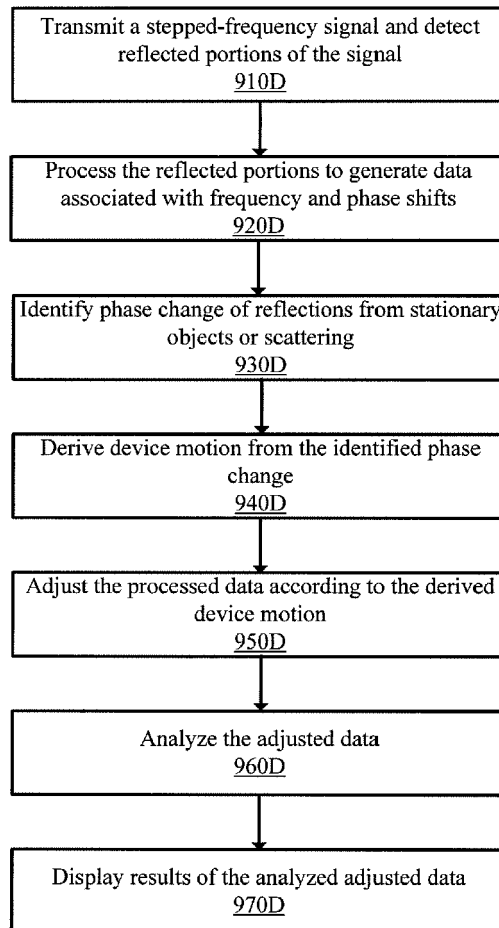 Transmit a stepped-frequency signal and detect
reflected portions of the signal
910D
Process the reflected portions to generate data
associated with frequency and phase shifts
920D
Identify phase change of reflections from stationary
objects or scattering
930D
Derive device motion from the identified phase
change
940D
Adjust the processed data according to the derived
device motion
950D
Analyze the adjusted data
960D
Display results of the analyzed adjusted data
970D